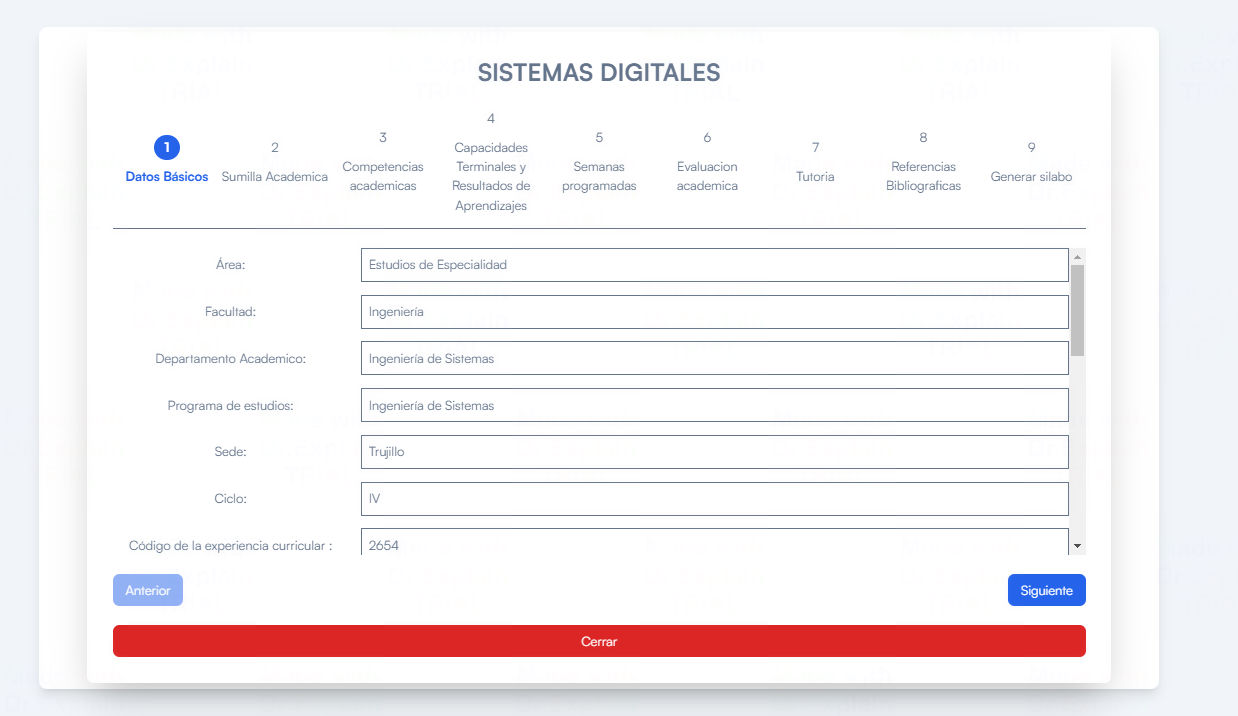 SISTEMAS DIGITALES
1
Datos Básicos
2
Sumilla Academica
3
Competencias
academicas
4
Capacidades
Terminales y
Resultados de
Aprendizajes
5
Semanas
programadas
6
Evaluacion
academica
7
Tutoria
8
Referencias
Bibliograficas
9
Generar silabo
Área:
Estudios de Especialidad
Facultad:
Ingeniería
Departamento Academico:
Ingeniería de Sistemas
Programa de estudios:
Ingeniería de Sistemas
Sede:
Trujillo
Ciclo:
IV
Código de la experiencia curricular :
2654
Anterior
Siguiente
Cerrar